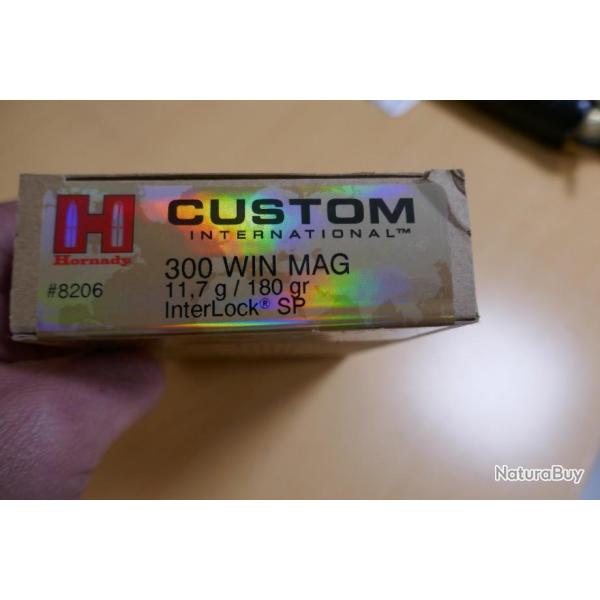 CUSTOM
INTERNATIONAL™
Hornady
300 WIN MAG
#8206
11,7 g / 180 gr
InterLock® SP
NaturaBuy